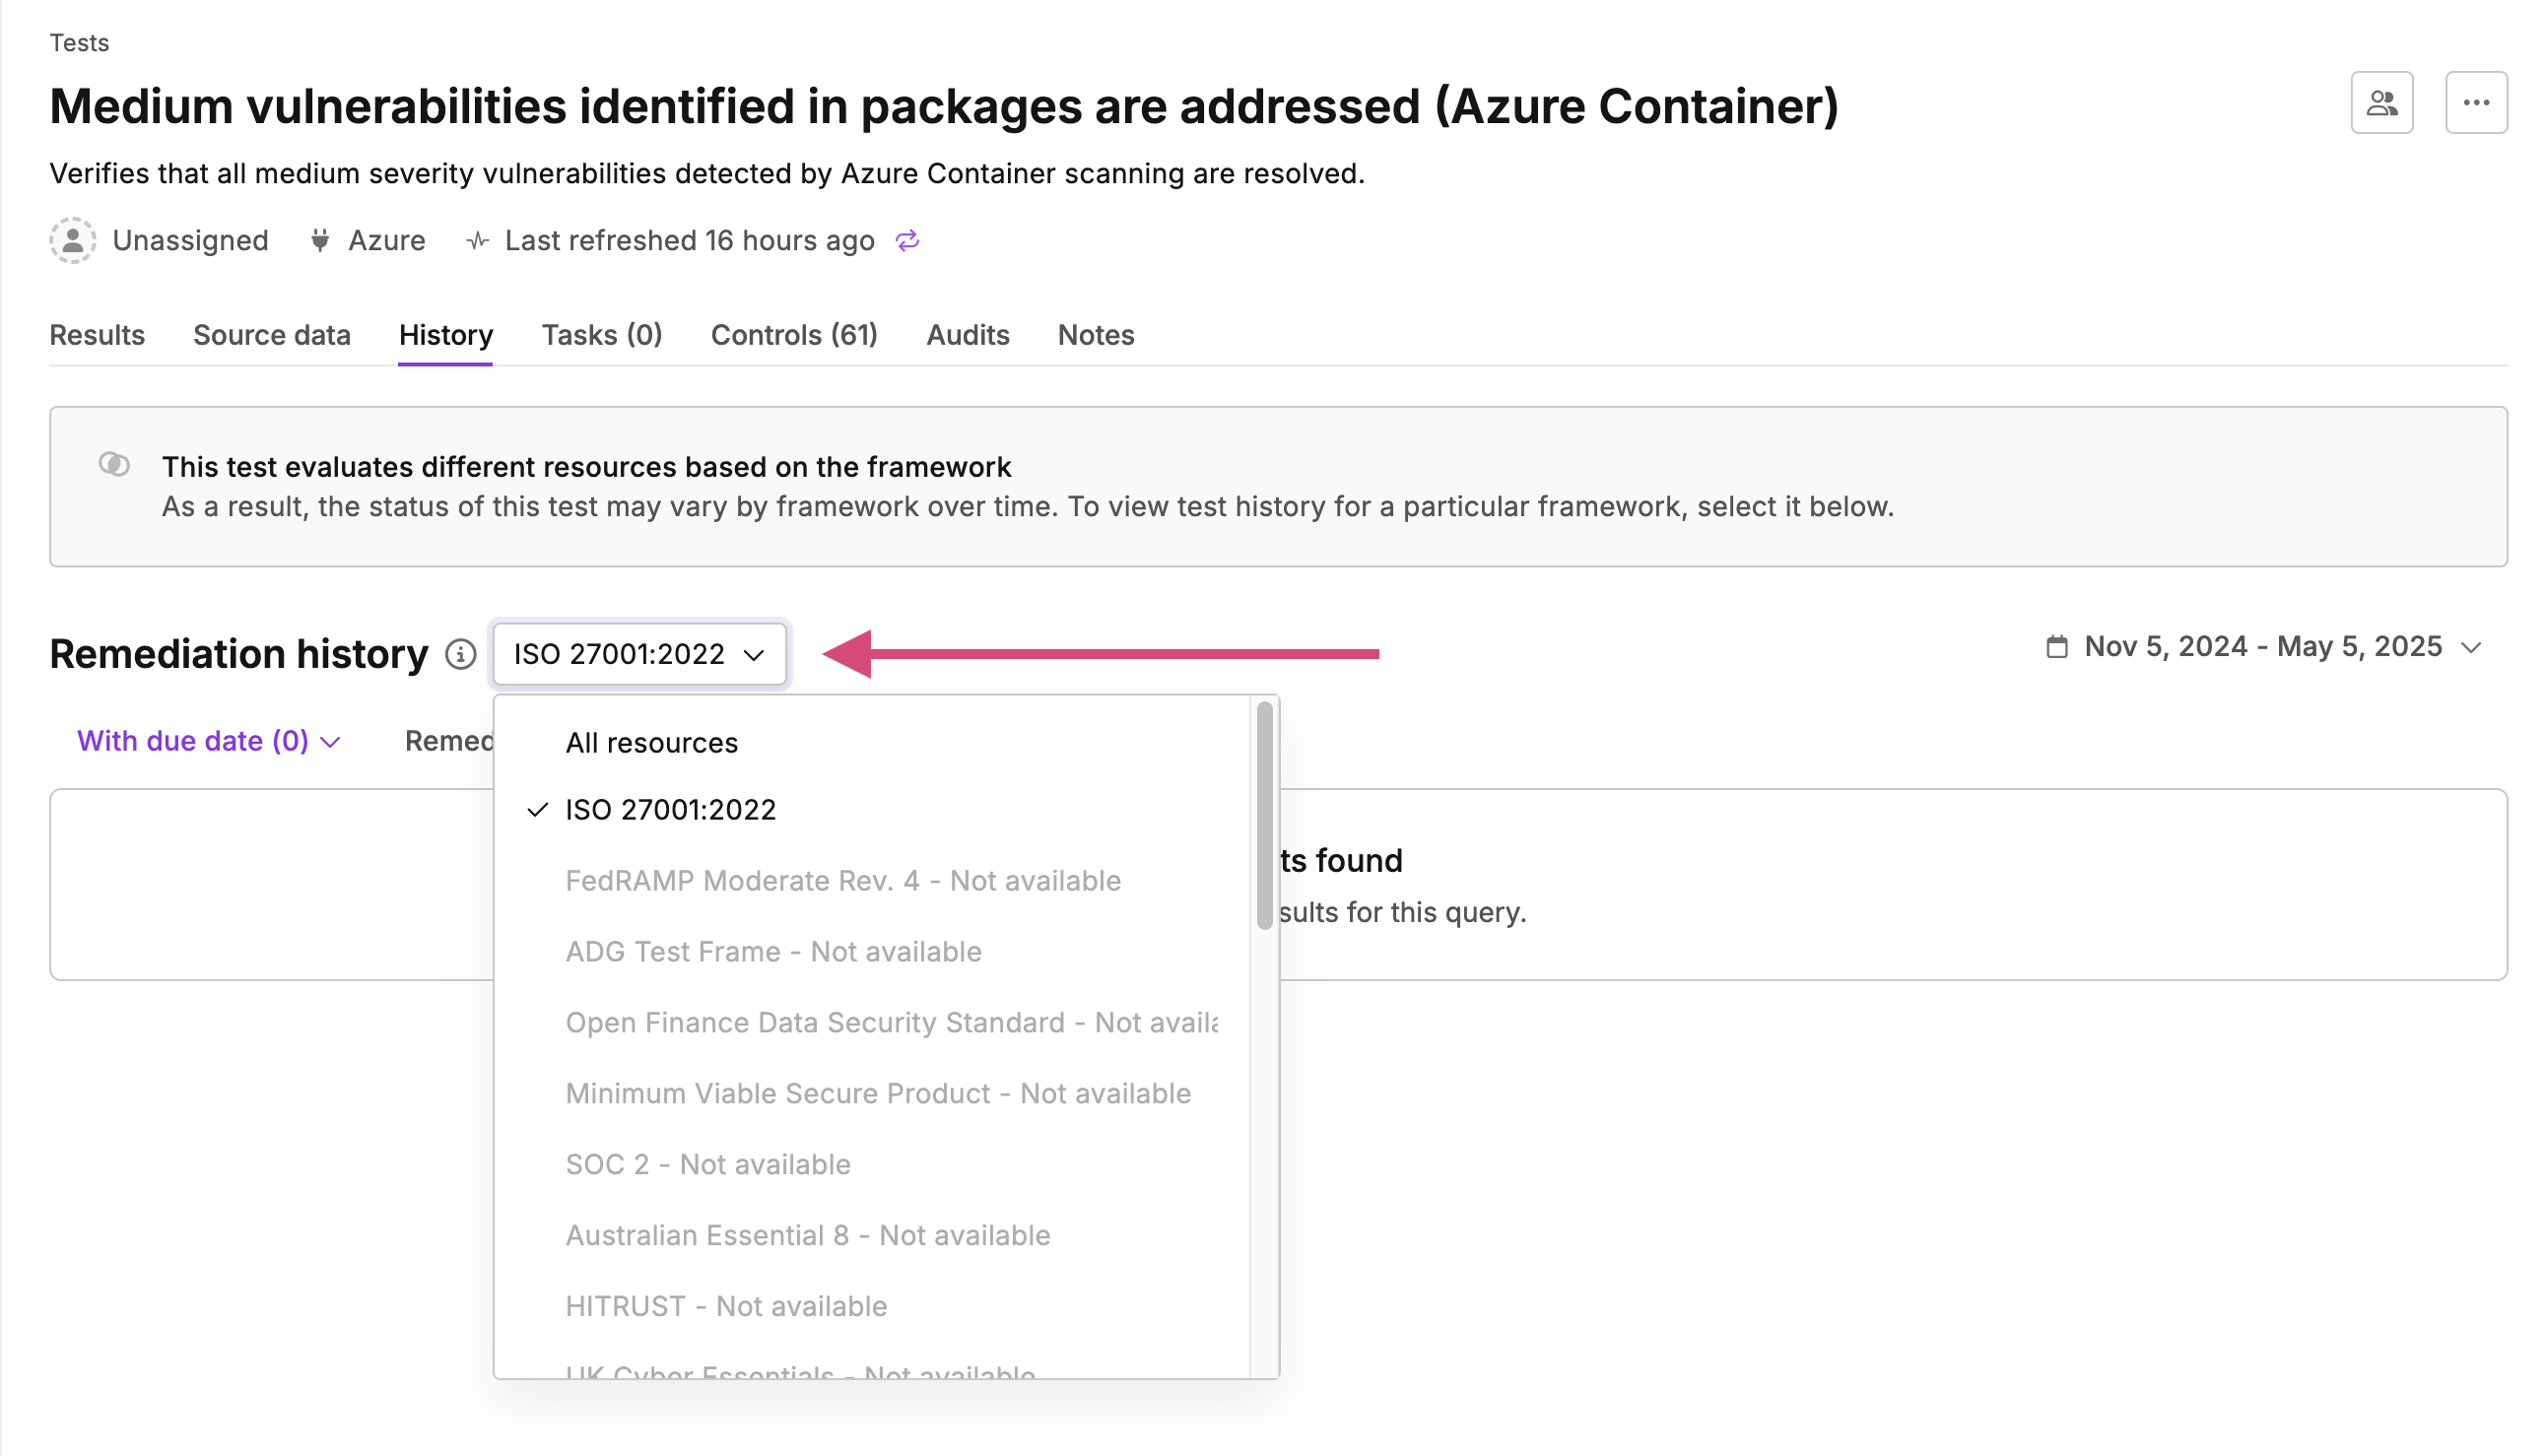 Tests
Medium vulnerabilities identified in packages are addressed (Azure Container)
Verifies that all medium severity vulnerabilities detected by Azure Container scanning are resolved.
Unassigned Azure Last refreshed 16 hours ago
Results Source data History Tasks (0) Controls (61) Audits Notes
This test evaluates different resources based on the framework
As a result, the status of this test may vary by framework over time. To view test history for a particular framework, select it below.
Remediation history ISO 27001:2022 Nov 5, 2024 - May 5, 2025
With due date (0) Remed
All resources
ISO 27001:2022
ts found
FedRAMP Moderate Rev. 4 - Not available
sults for this query.
ADG Test Frame - Not available
Open Finance Data Security Standard - Not availa
Minimum Viable Secure Product - Not available
SOC 2 - Not available
Australian Essential 8 - Not available
HITRUST - Not available
UK Cyber Essentials - Not available